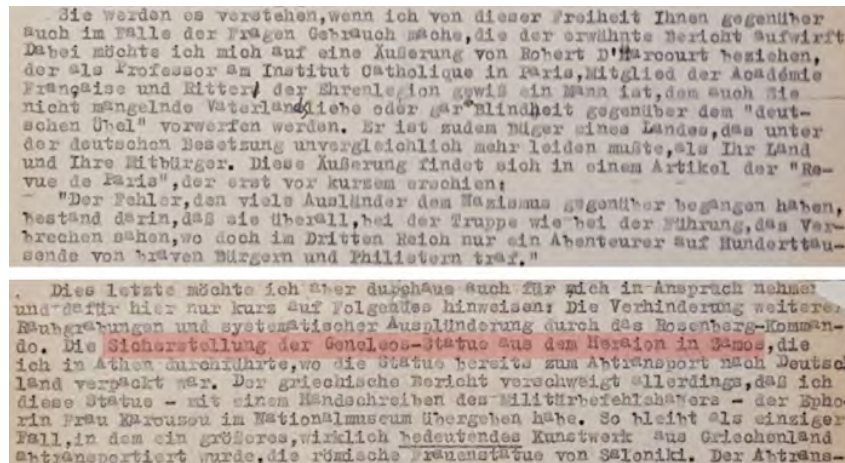 Sie werden es verstehen,wenn ich von dieser Freiheit Ihnen gegenüber
auch im Falle der Fragen Gebrauch mache,die der erwähnte Bericht aufwirft
Dabei möchte ich mich auf eine Äußerung von Robert D'Harcourt beziehen,
der als Professor am Institut Catholique in Paris,Mitglied der Académie
Française und Ritter der Ehrenlegion gewiß ein Mann ist,dem auch Sie
nicht mangelnde Vaterlandsliebe oder gar Blindheit gegenüber dem "deut-
schen Übel" vorwerfen werden. Er ist zudem Büger eines Landes,das unter
der deutschen Besetzung unvergleichlich mehr leiden mußte,als Ihr Land
und Ihre Mitbürger. Diese Äußerung findet sich in einem Artikel der "Re-
vue de Paris",der erst vor kurzem erschien:
"Der Fehler,den viele Ausländer dem Nazismus gegenüber begangen haben,
bestand darin,daß sie überall,bei der Truppe wie bei der Führung,das Ver-
brechen sahen,wo doch im Dritten Reich nur ein Abenteurer auf Hunderttau-
sende von braven Bürgern und Philistern traf."
Dies letzte möchte ich aber durchaus auch für mich in Anspruch nehmen
und dafür hier nur kurz auf Folgendes hinweisen: Die Verhinderung weiterer
Raubgrabungen und systematischer Ausplünderung durch das Rosenberg-Komman-
do. Die Sicherstellung der Geneleos-Statue aus dem Heraion in Samos,die
ich in Athen durchführte,wo die Statue bereits zum Abtransport nach Deutsch
land verpackt war. Der griechische Bericht verschweigt allerdings,daß ich
diese Statue - mit einem Handschreiben des Militärbefehlshabers - der Epho-
rin Frau Karousou im Nationalmuseum übergeben habe. So bleibt als einziger
Fall,in dem ein größeres,wirklich bedeutendes Kunstwerk aus Griechenland
abtransportiert wurde,die römische Frauenstatue von Saloniki. Der Abtrans-